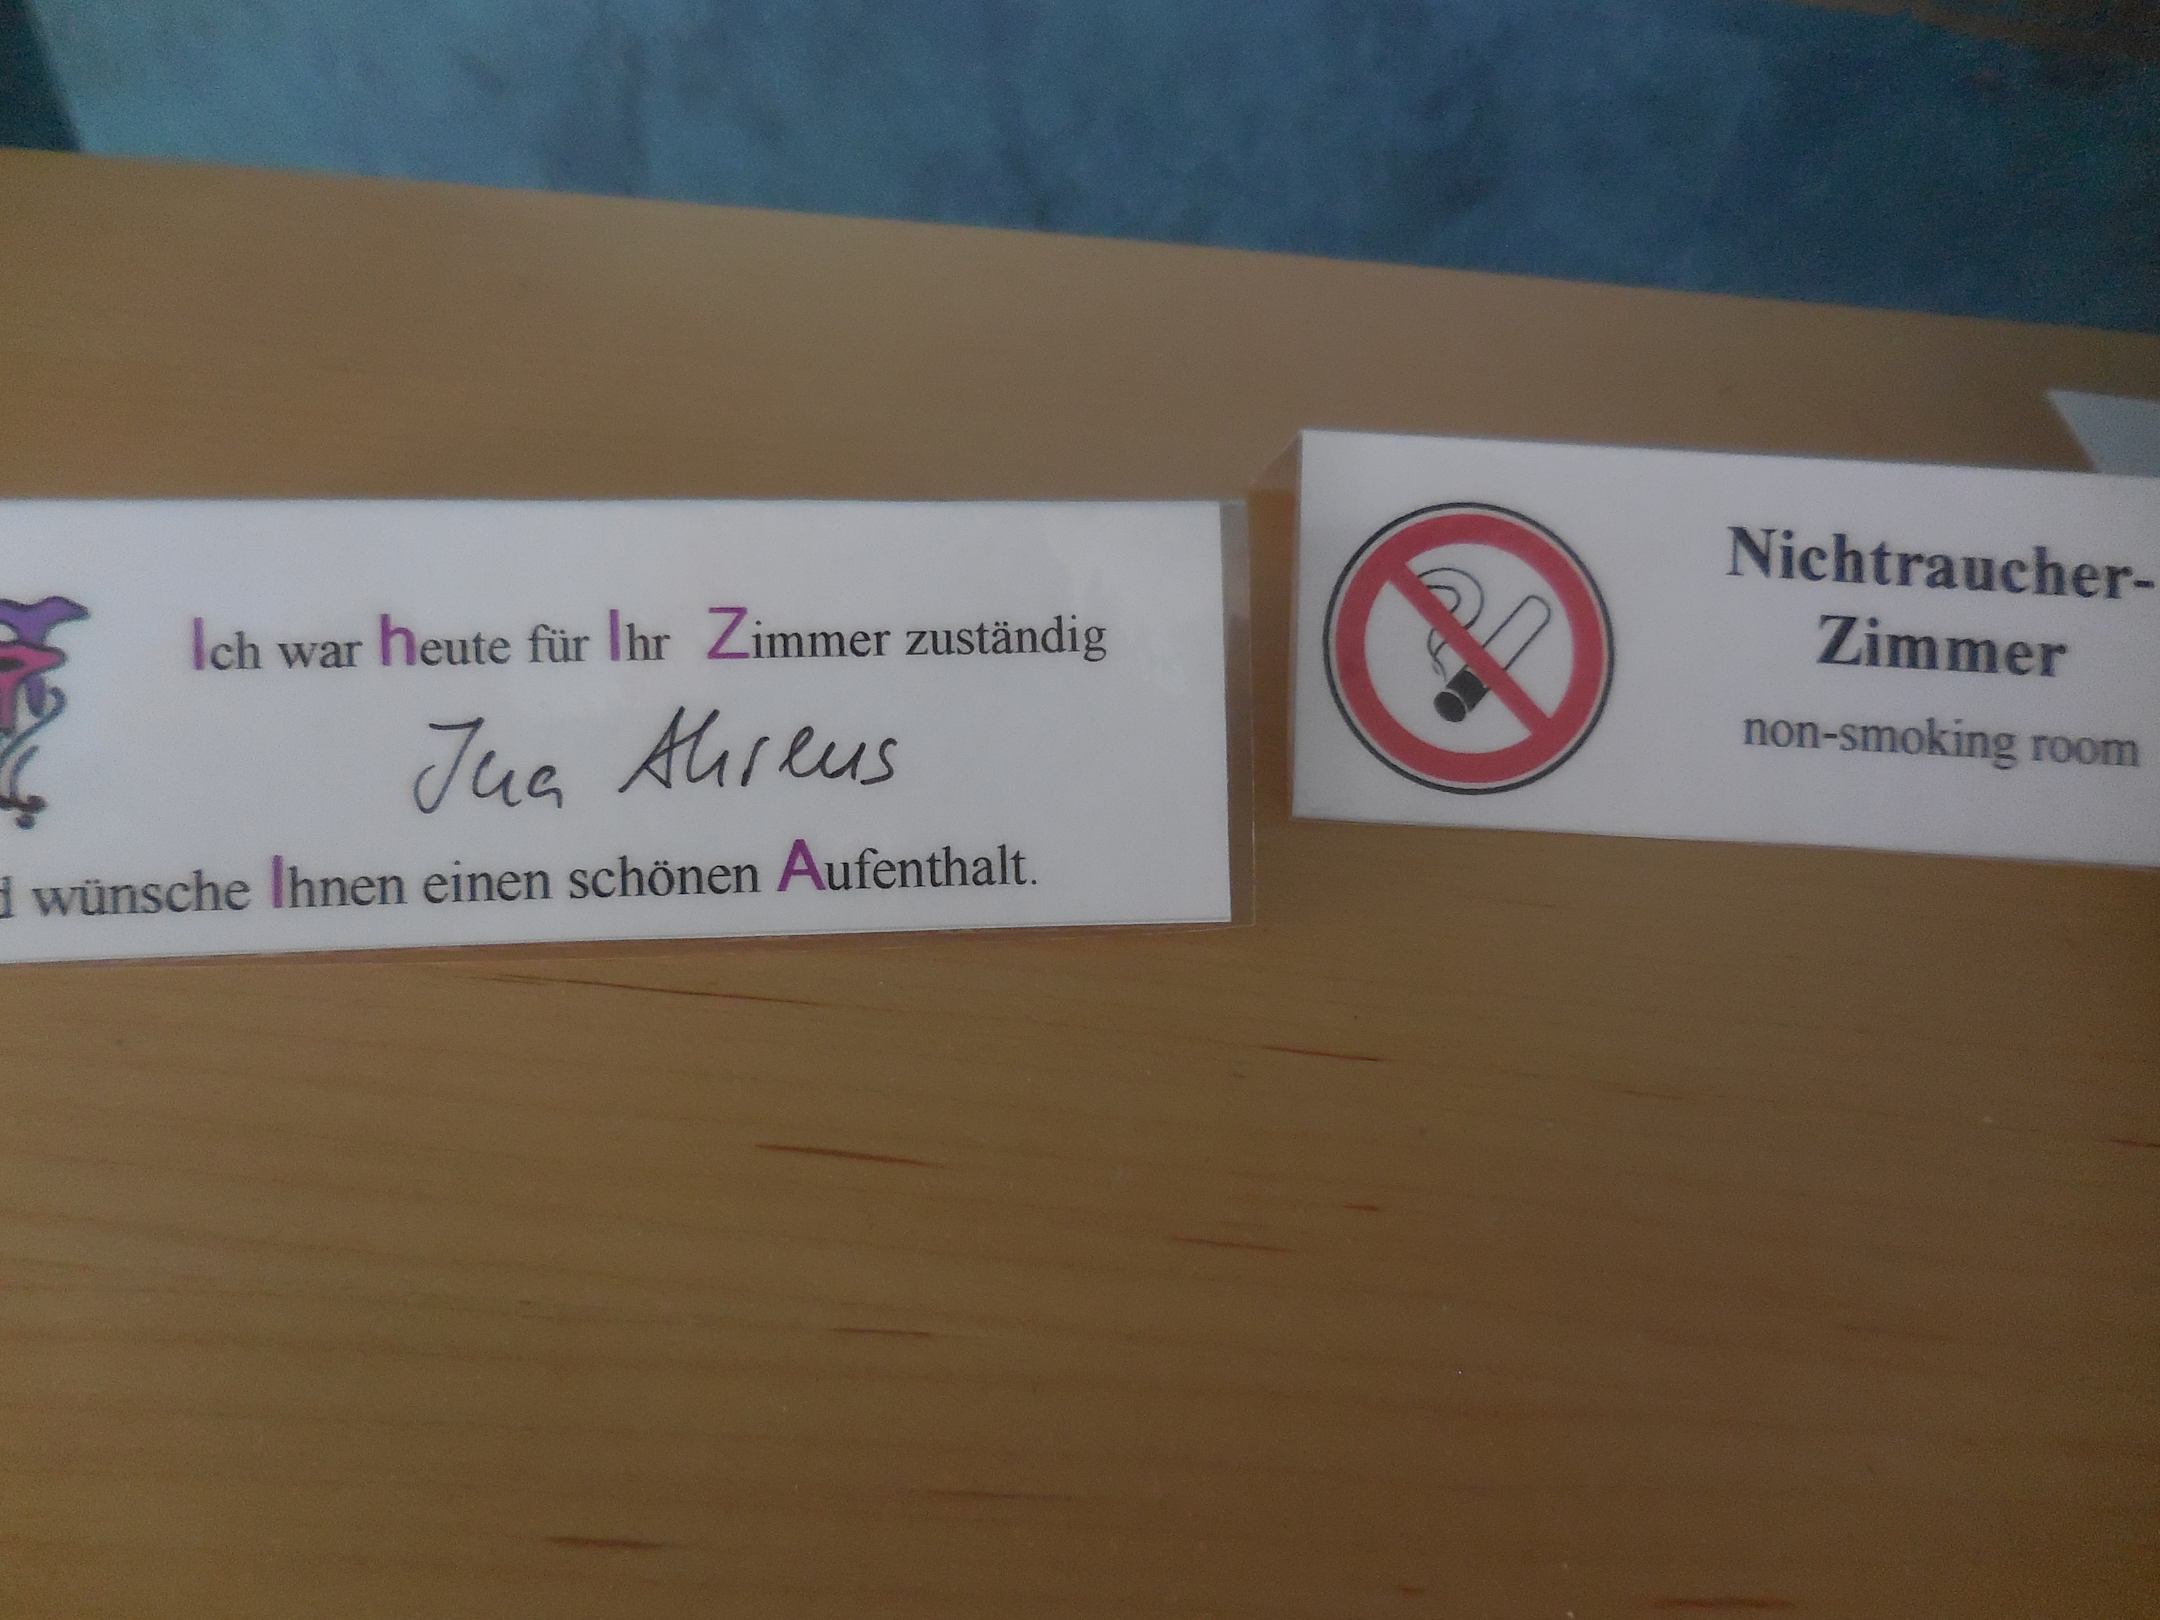 Ich war heute für Ihr Zimmer zuständig
Ina Ahrens
wünsche Ihnen einen schönen Aufenthalt.
Nichtraucher-
Zimmer
non-smoking room